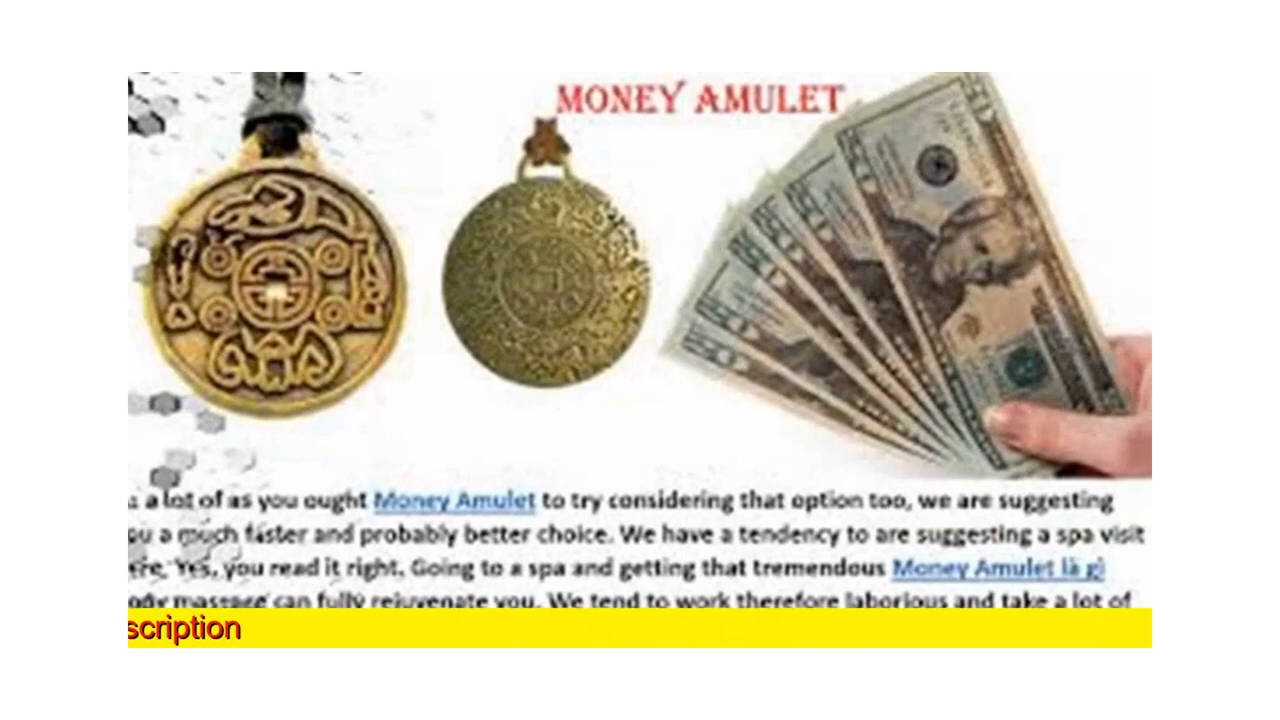 MONEY AMULET
a lot of as you ought Money Amulet to try considering that option too, we are suggesting
a much faster and probably better choice. We have a tendency to are suggesting a spa visit
Yes, you read it right. Going to a spa and getting that tremendous Money Amulet là gì
massage can fully rejuvenate you. We tend to work therefore laborious and take a lot of
scription